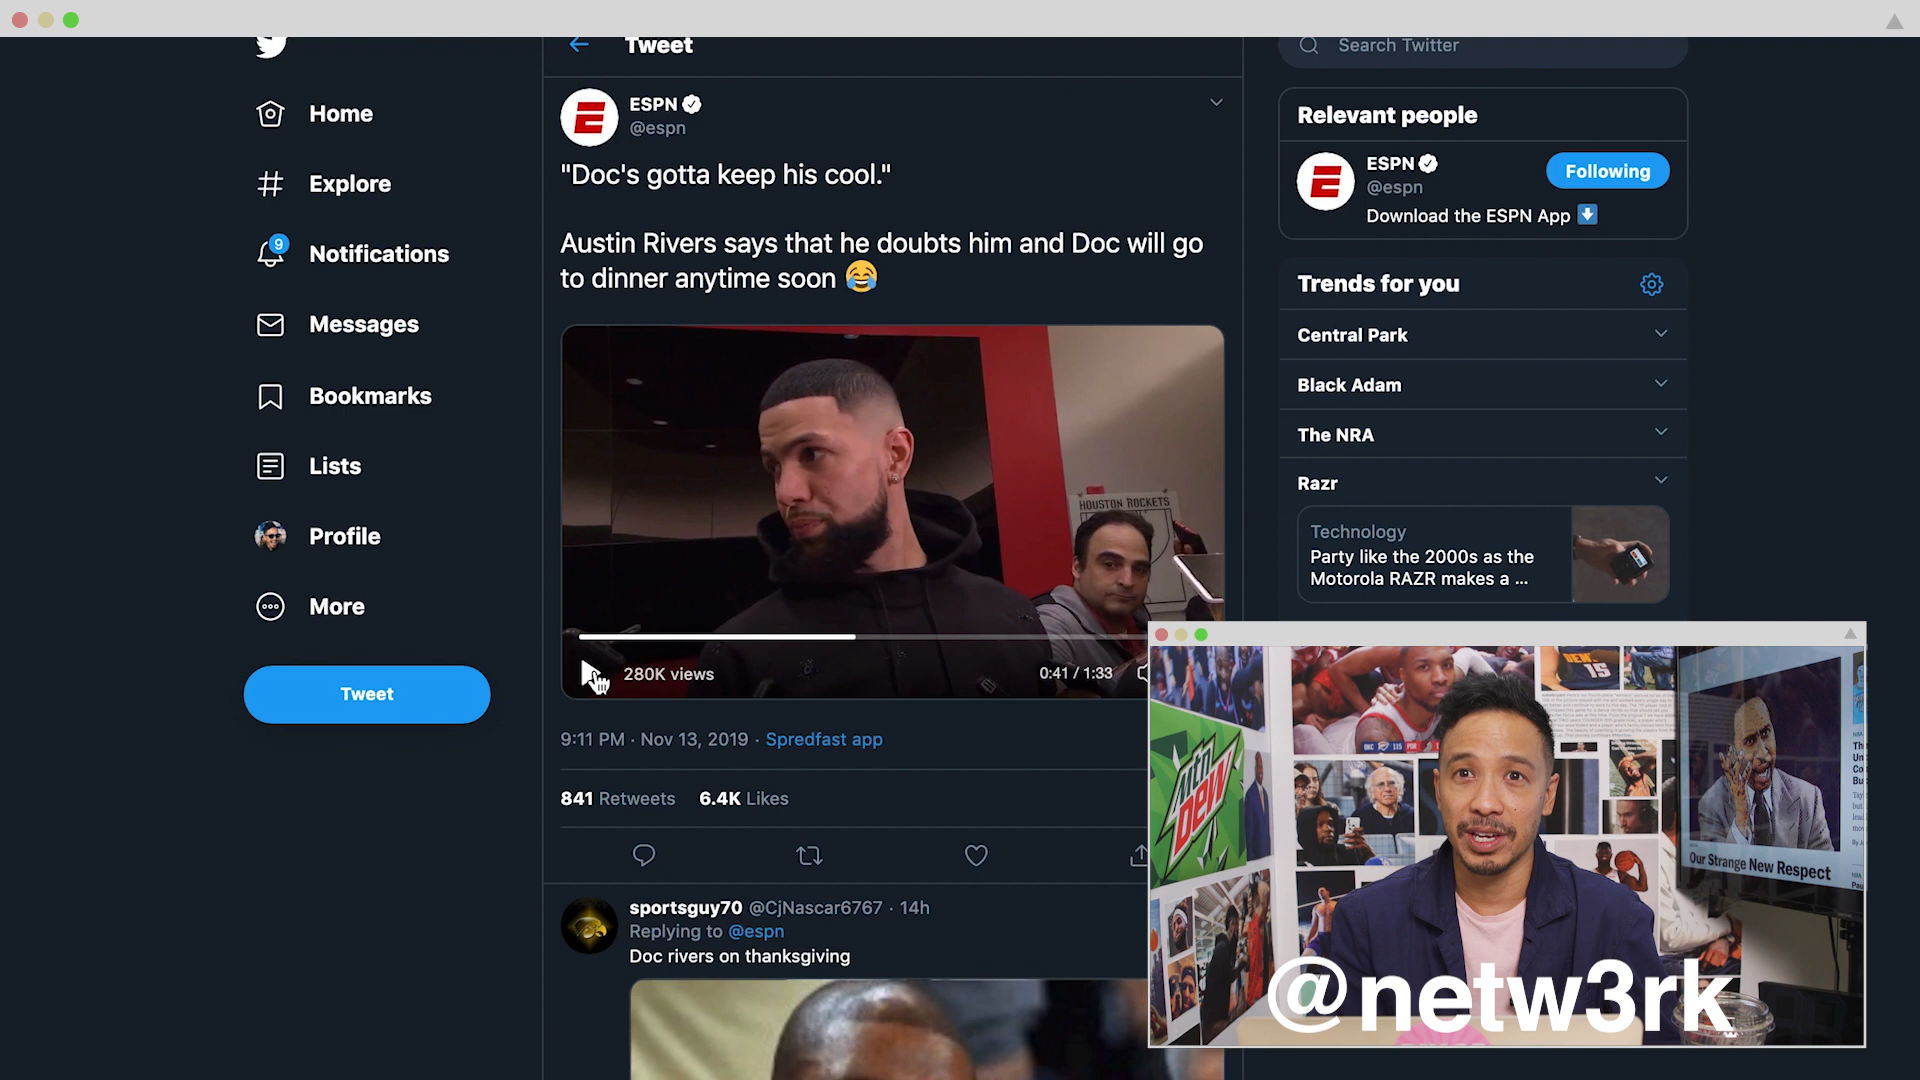 Tweet
Search Twitter
Home
Explore
9
Notifications
Messages
Bookmarks
Lists
Profile
More
Tweet
ESPN
@espn
"Doc's gotta keep his cool."
Austin Rivers says that he doubts him and Doc will go
to dinner anytime soon
HOUSTON ROCKETS
280K views
0:41 / 1:33
9:11 PM · Nov 13, 2019 · Spredfast app
841 Retweets 6.4K Likes
sportsguy70 @CjNascar6767 · 14h
Replying to @espn
Doc rivers on thanksgiving
Relevant people
ESPN
@espn
Following
Download the ESPN App
Trends for you
Central Park
Black Adam
The NRA
Razr
Technology
Party like the 2000s as the
Motorola RAZR makes a ...
Mtn
DEW
15
OKC 115 POR
Our Strange New Respect
@netw3rk